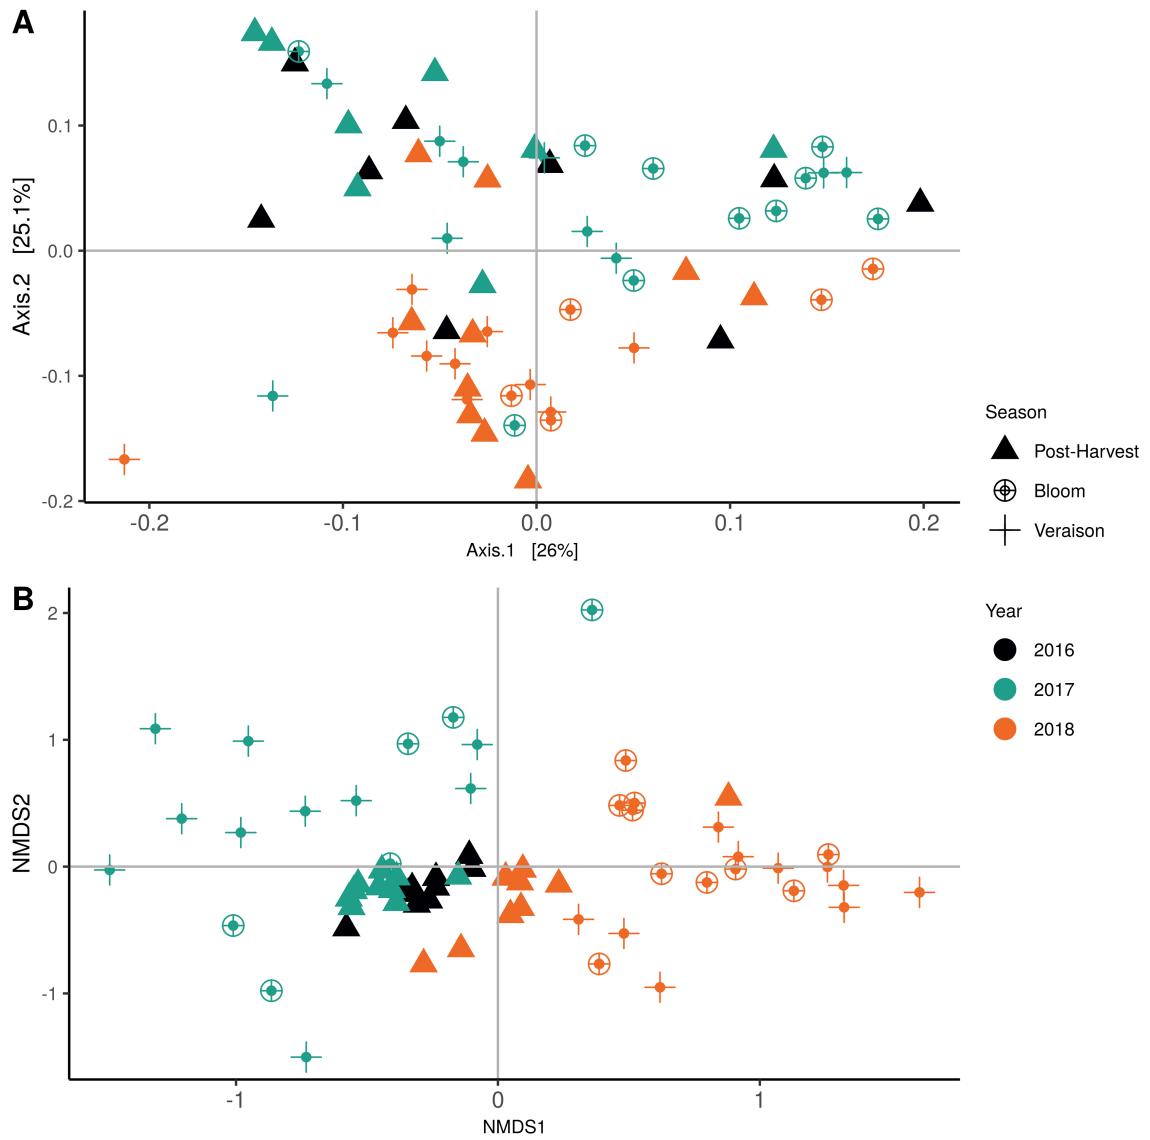 A
Axis.2 [25.1%]
0.1
0.0
-0.1
-0.2
-0.2 -0.1 0.0 0.1 0.2
Axis.1 [26%]
Season
Post-Harvest
Bloom
Veraison
B
NMDS2
2
1
0
-1
-1 0 1
NMDS1
Year
2016
2017
2018